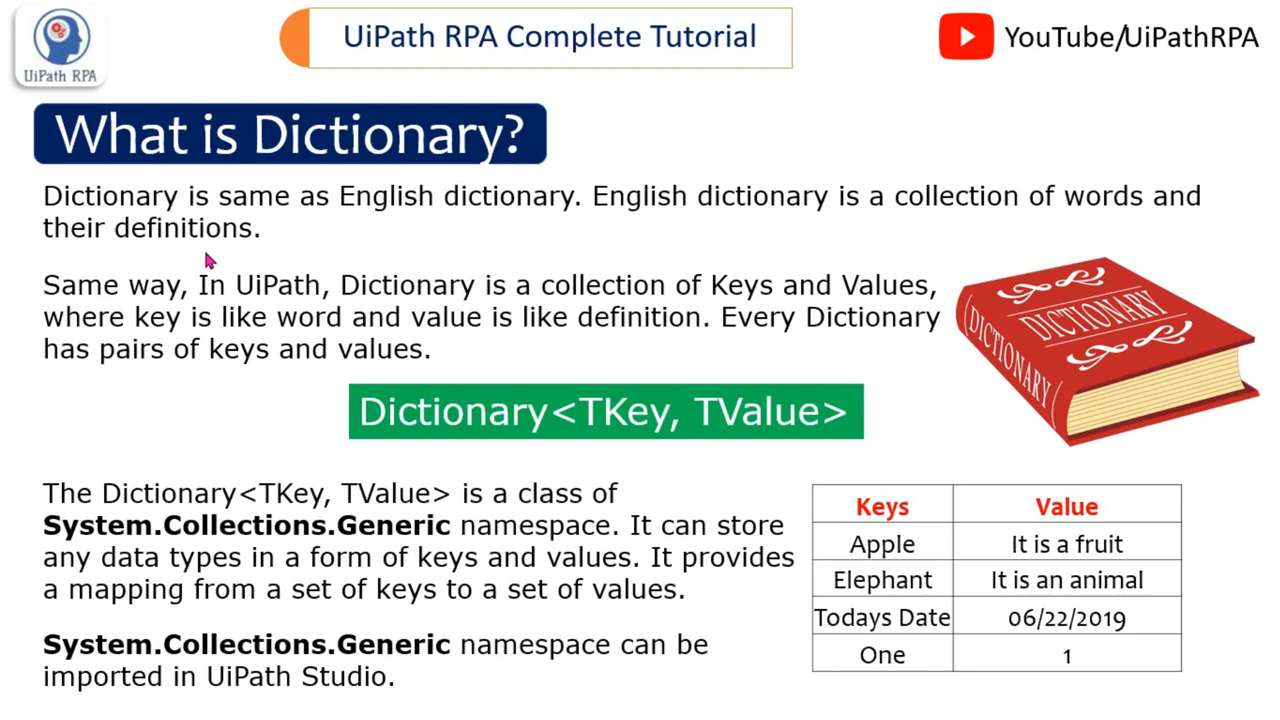 UiPath RPA
UiPath RPA Complete Tutorial
YouTube/UiPathRPA
What is Dictionary?
Dictionary is same as English dictionary. English dictionary is a collection of words and
their definitions.
Same way, In UiPath, Dictionary is a collection of Keys and Values,
where key is like word and value is like definition. Every Dictionary
has pairs of keys and values.
DICTIONARY
DICTIONARY
Dictionary<TKey, TValue>
The Dictionary<TKey, TValue> is a class of
System.Collections.Generic namespace. It can store
any data types in a form of keys and values. It provides
a mapping from a set of keys to a set of values.
System.Collections.Generic namespace can be
imported in UiPath Studio.
Keys Value
Apple It is a fruit
Elephant It is an animal
Todays Date 06/22/2019
One 1